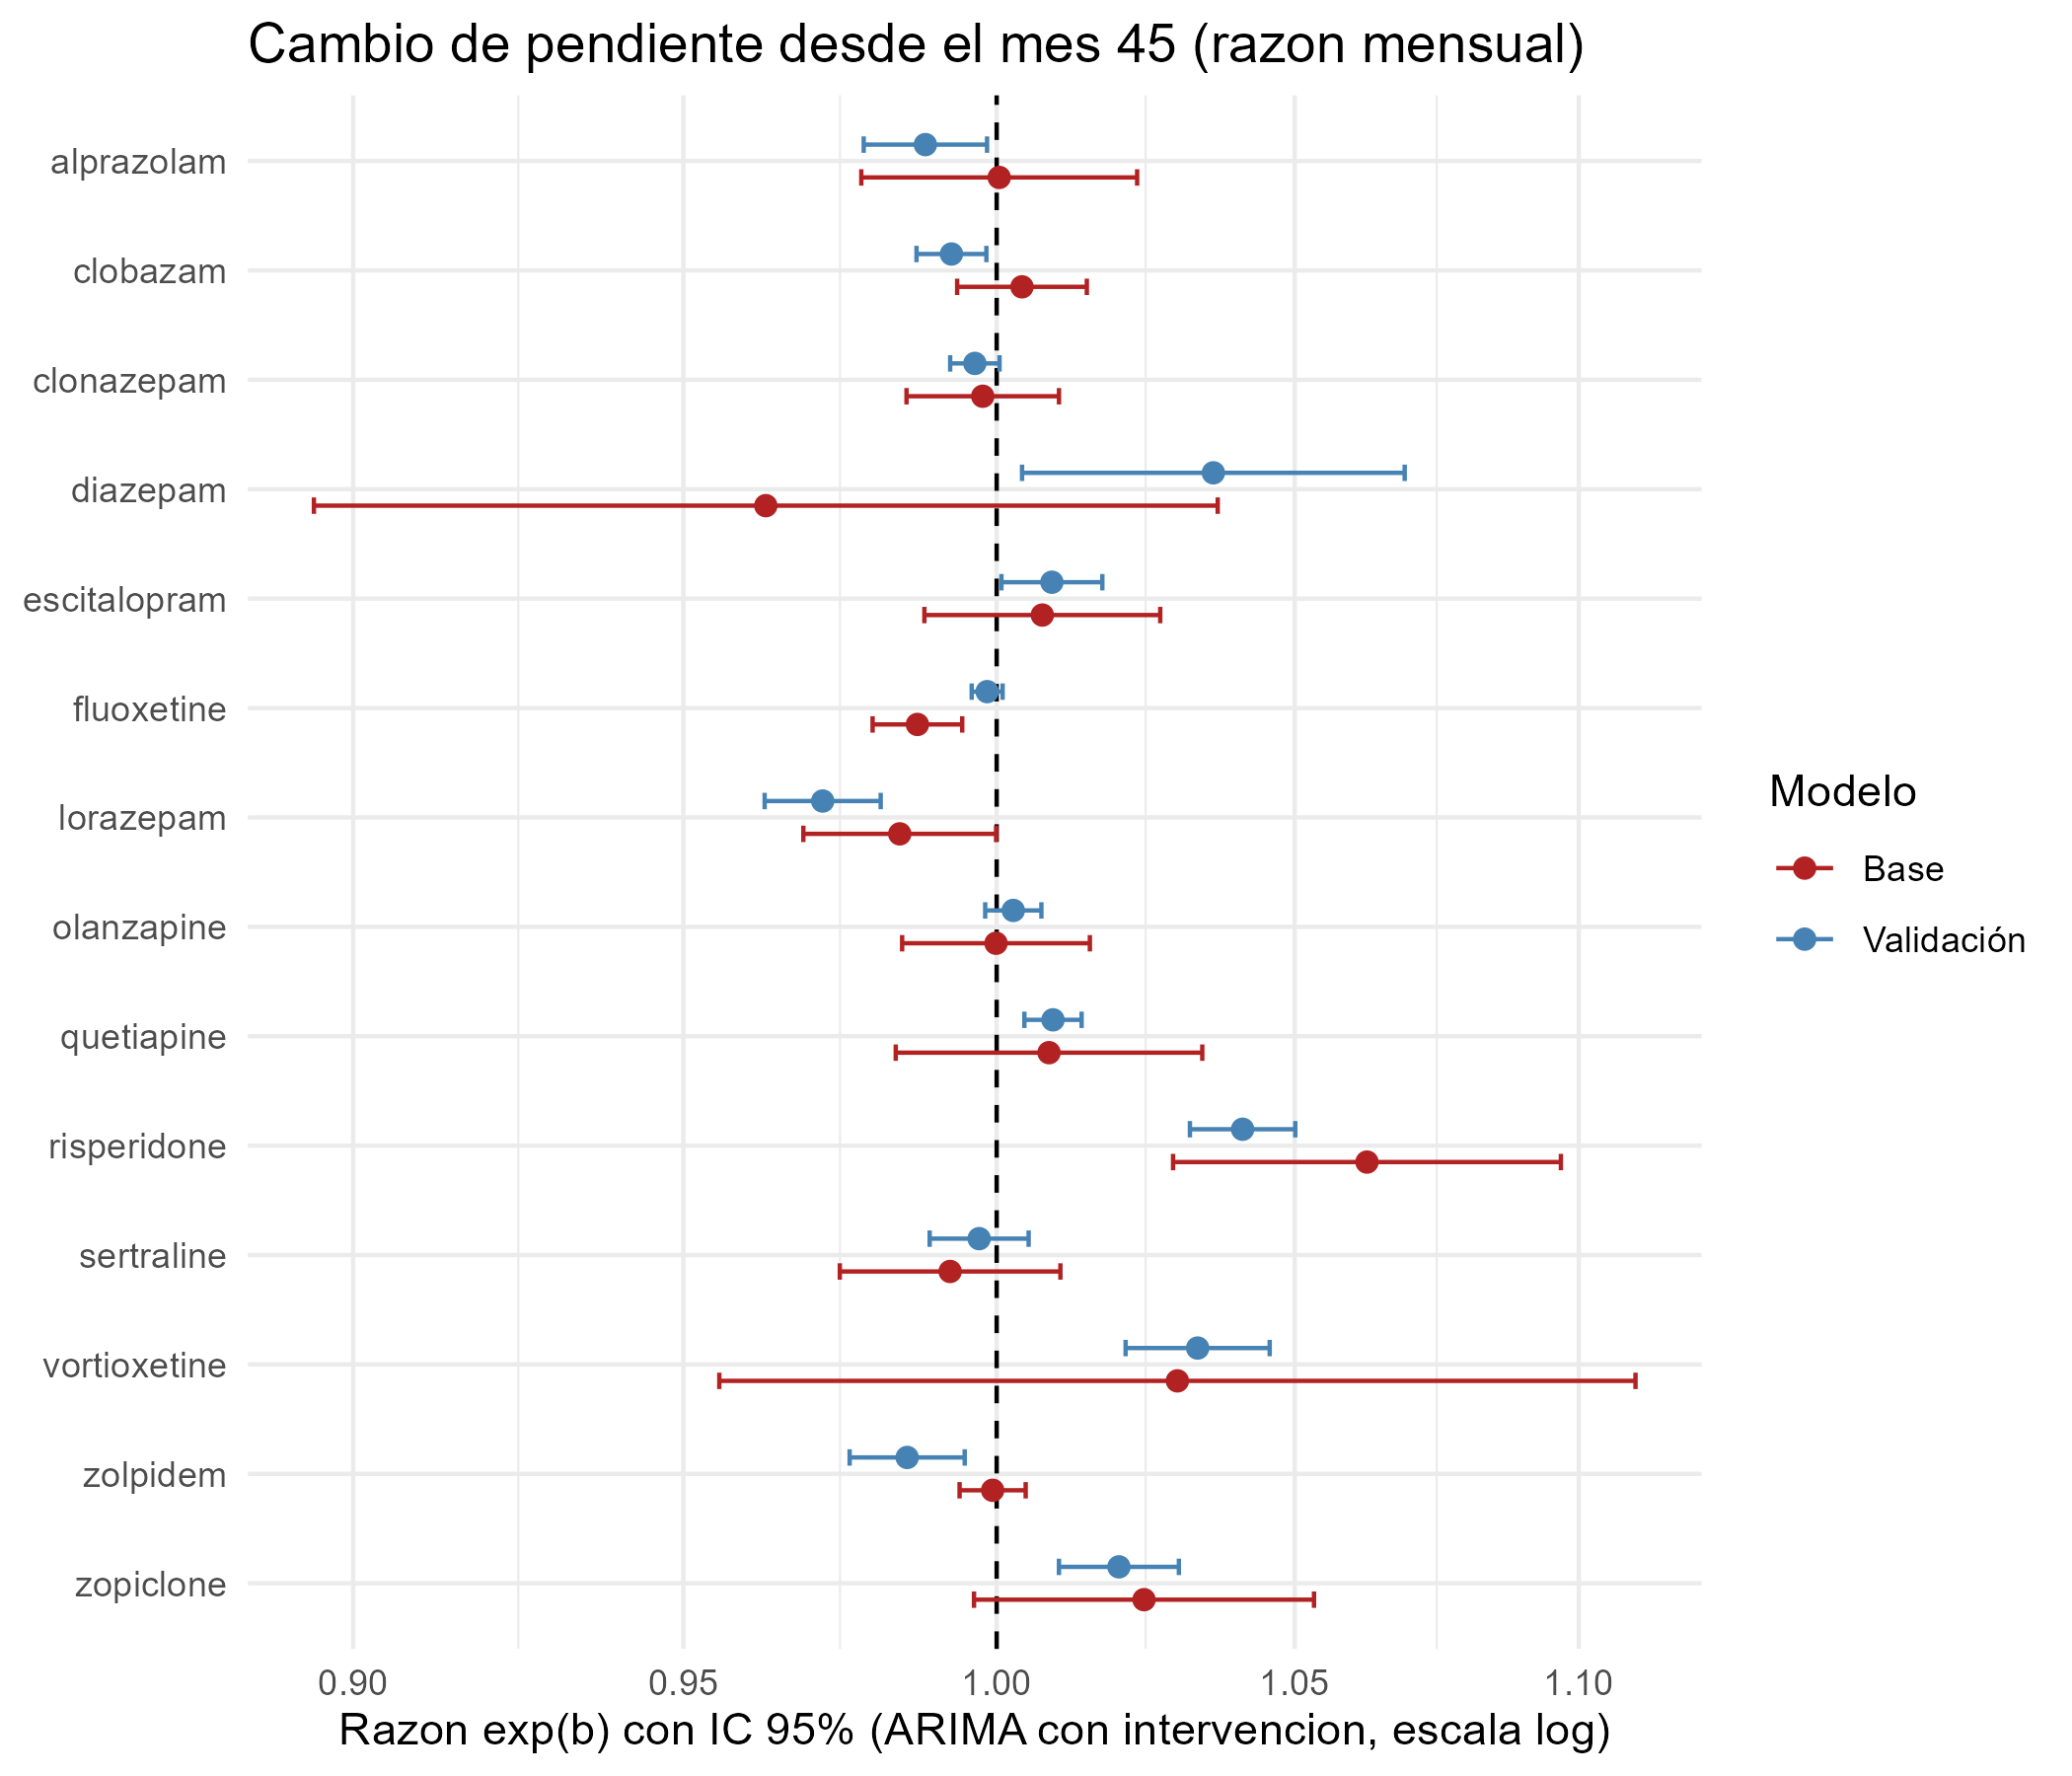 Cambio de pendiente desde el mes 45 (razon mensual)
alprazolam
clobazam
clonazepam
diazepam
escitalopram
fluoxetine
lorazepam
olanzapine
quetiapine
risperidone
sertraline
vortioxetine
zolpidem
zopiclone
0.90 0.95 1.00 1.05 1.10
Razon exp(b) con IC 95% (ARIMA con intervencion, escala log)
Modelo
Base
Validación